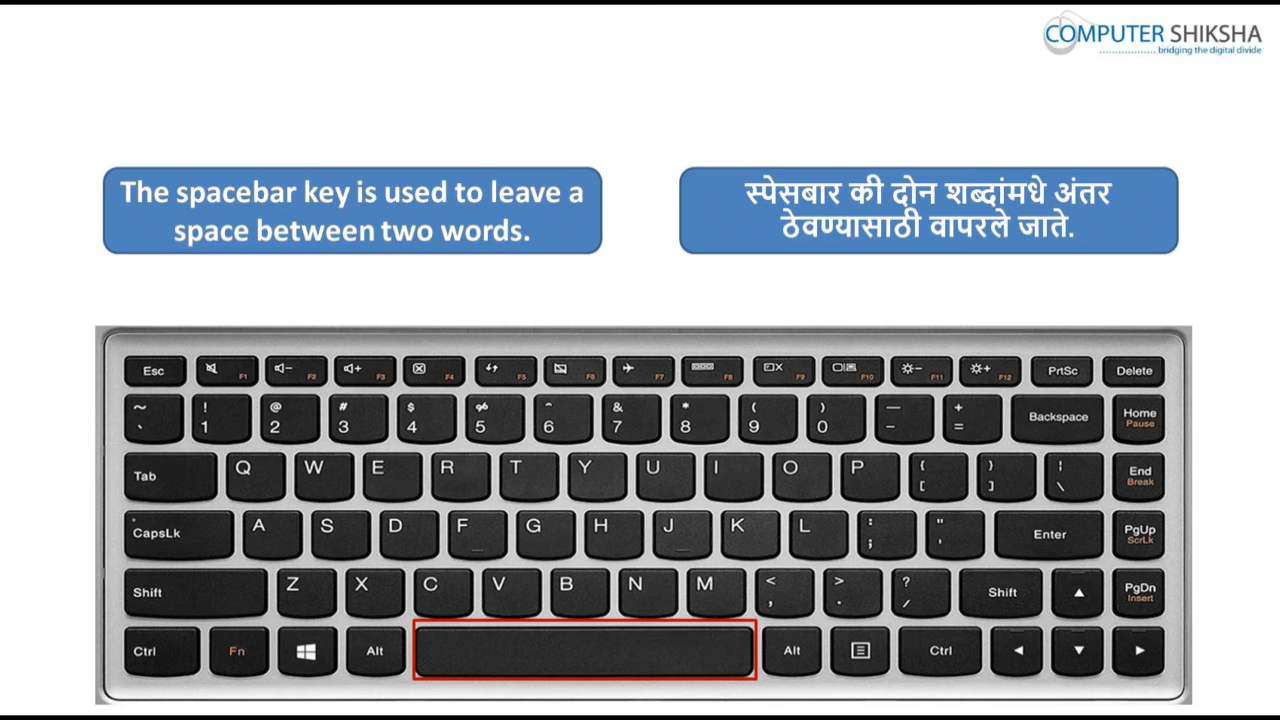 COMPUTER SHIKSHA
bridging the digital divide
The spacebar key is used to leave a
space between two words.
स्पेसबार की दोन शब्दांमधे अंतर
ठेवण्यासाठी वापरले जाते.
Esc F1 F2 F3 F4 F5 F6 F7 F8 F9 F10 F11 F12 PrtSc Delete
~ ! @ # $ % ^ & * ( ) — + Backspace Home
` 1 2 3 4 5 6 7 8 9 0 - = Pause
Tab Q W E R T Y U I O P { } | End
[ ] \ Break
CapsLk A S D F G H J K L : " Enter PgUp
; ' ScrLk
Shift Z X C V B N M < > ? Shift PgDn
, . / Insert
Ctrl Fn Alt Alt Ctrl